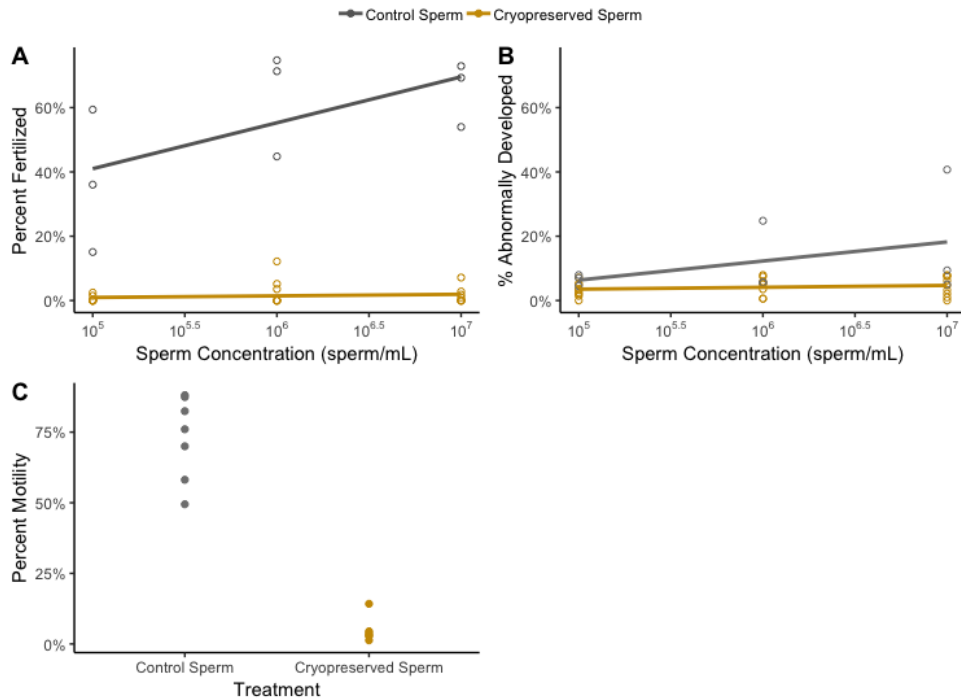 Control Sperm Cryopreserved Sperm
A
Percent Fertilized
60%
40%
20%
0%
10^5 10^5.5 10^6 10^6.5 10^7
Sperm Concentration (sperm/mL)
B
% Abnormally Developed
60%
40%
20%
0%
10^5 10^5.5 10^6 10^6.5 10^7
Sperm Concentration (sperm/mL)
C
Percent Motility
75%
50%
25%
0%
Control Sperm Cryopreserved Sperm
Treatment